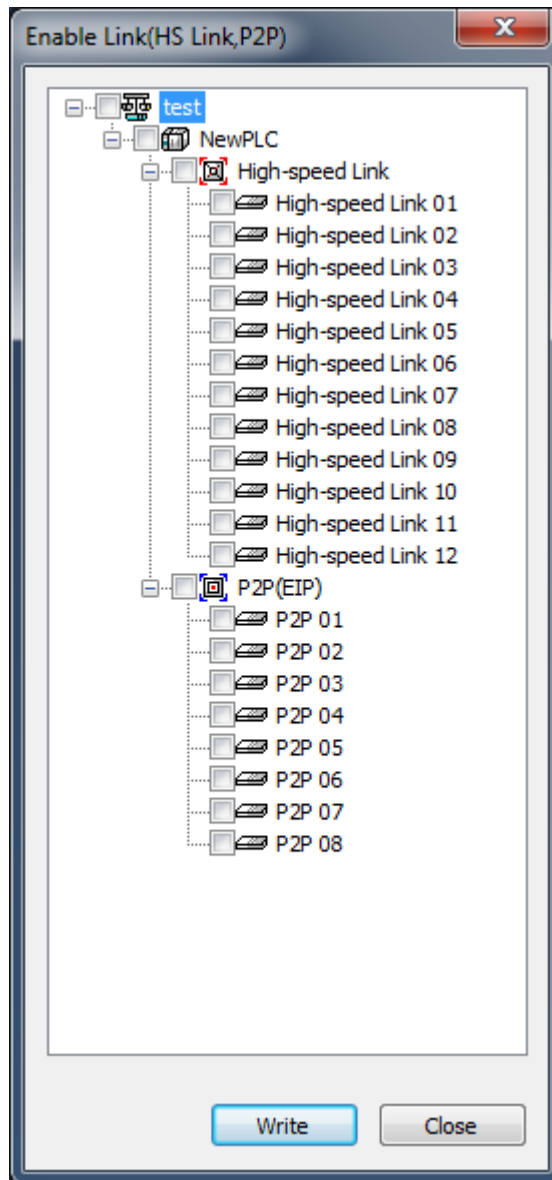 Enable Link(HS Link,P2P)
test
NewPLC
High-speed Link
High-speed Link 01
High-speed Link 02
High-speed Link 03
High-speed Link 04
High-speed Link 05
High-speed Link 06
High-speed Link 07
High-speed Link 08
High-speed Link 09
High-speed Link 10
High-speed Link 11
High-speed Link 12
P2P(EIP)
P2P 01
P2P 02
P2P 03
P2P 04
P2P 05
P2P 06
P2P 07
P2P 08
Write Close